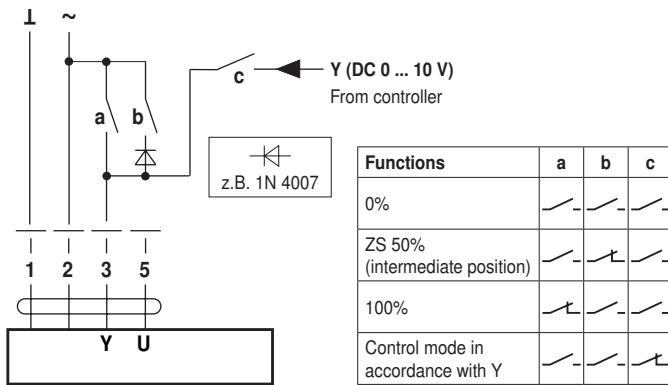 ⊥ ~
Y (DC 0 ... 10 V)
c
From controller
a b
z.B. 1N 4007
1 2 3 5
Y U
Functions a b c
0%
ZS 50%
(intermediate position)
100%
Control mode in
accordance with Y